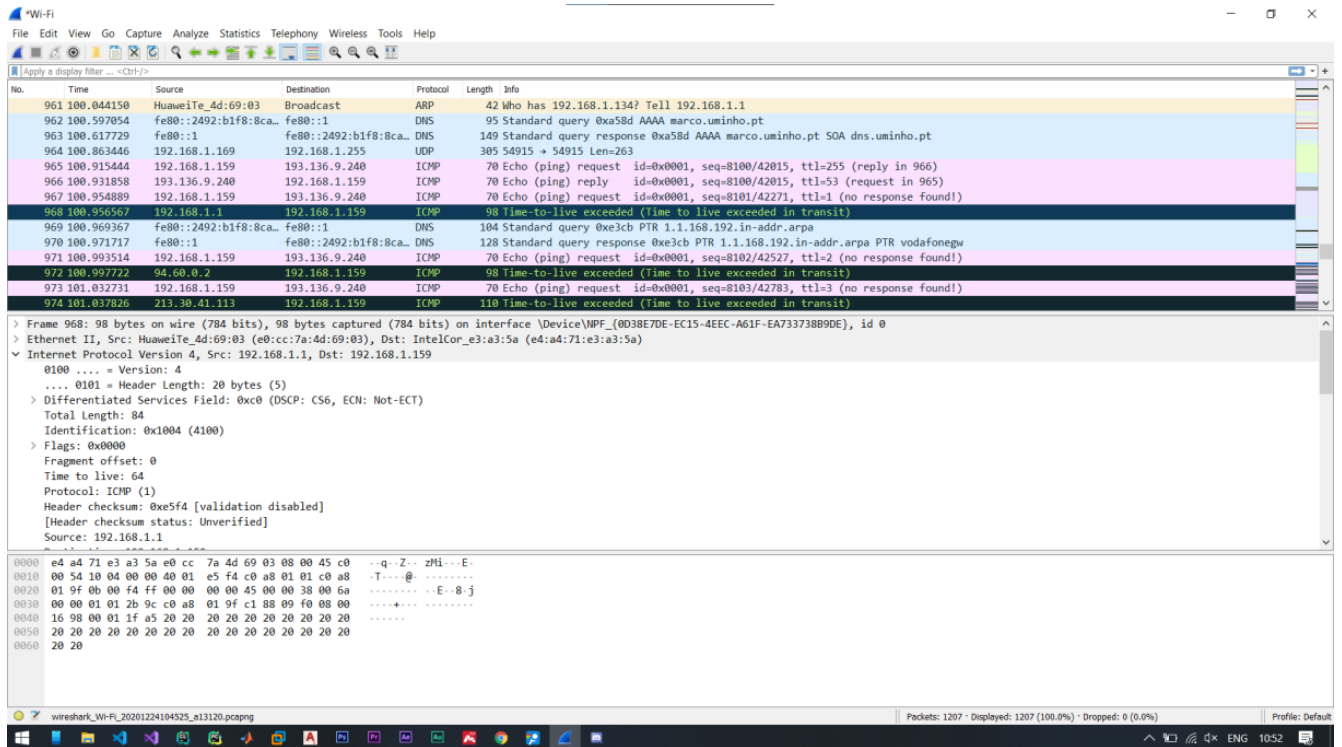 *Wi-Fi
File Edit View Go Capture Analyze Statistics Telephony Wireless Tools Help
Apply a display filter ... <Ctrl-/>
No. Time Source Destination Protocol Length Info
961 100.044150 HuaweiTe_4d:69:03 Broadcast ARP 42 Who has 192.168.1.134? Tell 192.168.1.1
962 100.597054 fe80::2492:b1f8:8ca… fe80::1 DNS 95 Standard query 0xa58d AAAA marco.uminho.pt
963 100.617729 fe80::1 fe80::2492:b1f8:8ca… DNS 149 Standard query response 0xa58d AAAA marco.uminho.pt SOA dns.uminho.pt
964 100.863446 192.168.1.169 192.168.1.255 UDP 305 54915 → 54915 Len=263
965 100.915444 192.168.1.159 193.136.9.240 ICMP 70 Echo (ping) request id=0x0001, seq=8100/42015, ttl=255 (reply in 966)
966 100.931858 193.136.9.240 192.168.1.159 ICMP 70 Echo (ping) reply id=0x0001, seq=8100/42015, ttl=53 (request in 965)
967 100.954889 192.168.1.159 193.136.9.240 ICMP 70 Echo (ping) request id=0x0001, seq=8101/42271, ttl=1 (no response found!)
968 100.956567 192.168.1.1 192.168.1.159 ICMP 98 Time-to-live exceeded (Time to live exceeded in transit)
969 100.969367 fe80::2492:b1f8:8ca… fe80::1 DNS 104 Standard query 0xe3cb PTR 1.1.168.192.in-addr.arpa
970 100.971717 fe80::1 fe80::2492:b1f8:8ca… DNS 128 Standard query response 0xe3cb PTR 1.1.168.192.in-addr.arpa PTR vodafonegw
971 100.993514 192.168.1.159 193.136.9.240 ICMP 70 Echo (ping) request id=0x0001, seq=8102/42527, ttl=2 (no response found!)
972 100.997722 94.60.0.2 192.168.1.159 ICMP 98 Time-to-live exceeded (Time to live exceeded in transit)
973 101.032731 192.168.1.159 193.136.9.240 ICMP 70 Echo (ping) request id=0x0001, seq=8103/42783, ttl=3 (no response found!)
974 101.037826 213.30.41.113 192.168.1.159 ICMP 110 Time-to-live exceeded (Time to live exceeded in transit)
> Frame 968: 98 bytes on wire (784 bits), 98 bytes captured (784 bits) on interface \Device\NPF_{0D38E7DE-EC15-4EEC-A61F-EA733738B9DE}, id 0
> Ethernet II, Src: HuaweiTe_4d:69:03 (e0:cc:7a:4d:69:03), Dst: IntelCor_e3:a3:5a (e4:a4:71:e3:a3:5a)
Internet Protocol Version 4, Src: 192.168.1.1, Dst: 192.168.1.159
0100 .... = Version: 4
.... 0101 = Header Length: 20 bytes (5)
> Differentiated Services Field: 0xc0 (DSCP: CS6, ECN: Not-ECT)
Total Length: 84
Identification: 0x1004 (4100)
> Flags: 0x0000
Fragment offset: 0
Time to live: 64
Protocol: ICMP (1)
Header checksum: 0xe5f4 [validation disabled]
[Header checksum status: Unverified]
Source: 192.168.1.1
0000 e4 a4 71 e3 a3 5a e0 cc 7a 4d 69 03 08 00 45 c0 ··q··Z·· zMi···E·
0010 00 54 10 04 00 00 40 01 e5 f4 c0 a8 01 01 c0 a8 ·T····@· ········
0020 01 9f 0b 00 f4 ff 00 00 00 00 45 00 00 38 00 6a ········ ··E··8·j
0030 00 00 01 01 2b 9c c0 a8 01 9f c1 88 09 f0 08 00 ····+··· ········
0040 16 98 00 01 1f a5 20 20 20 20 20 20 20 20 20 20 ······
0050 20 20 20 20 20 20 20 20 20 20 20 20 20 20 20 20
0060 20 20
wireshark_Wi-Fi_20201224104525_a13120.pcapng Packets: 1207 · Displayed: 1207 (100.0%) · Dropped: 0 (0.0%) Profile: Default
A Ps Pr Ae Au ENG 10:52